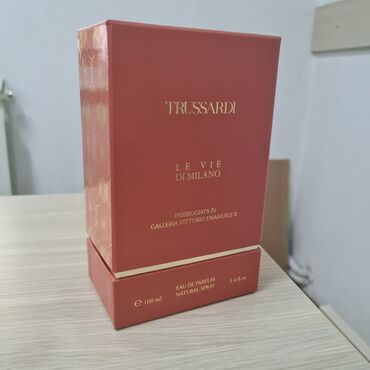 TRUSSARDI
LE VIE
DI MILANO
PASSEGGIATA IN
GALLERIA VITTORIO EMANUELE II
℮ 100 ml
EAU DE PARFUM
NATURAL SPRAY
3,4 fl.oz